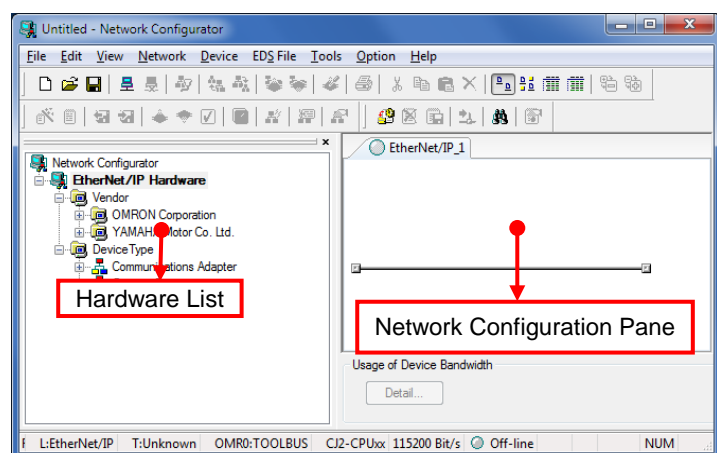 Untitled - Network Configurator
File Edit View Network Device EDS File Tools Option Help
Network Configurator
EtherNet/IP Hardware
Vendor
OMRON Corporation
YAMAHA Motor Co. Ltd.
DeviceType
Communications Adapter
Hardware List
EtherNet/IP_1
Network Configuration Pane
Usage of Device Bandwidth
Detail...
L:EtherNet/IP T:Unknown OMR0:TOOLBUS CJ2-CPUxx 115200 Bit/s Off-line NUM